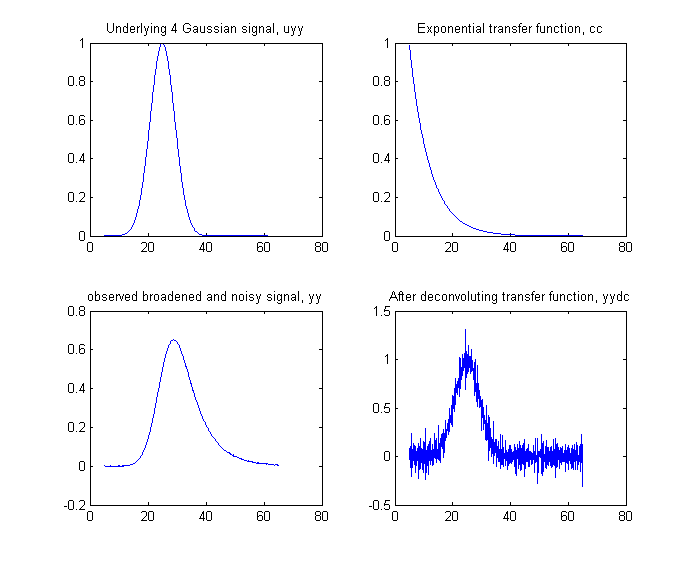 Underlying 4 Gaussian signal, uyy
1
0.8
0.6
0.4
0.2
0
0 20 40 60 80
Exponential transfer function, cc
1
0.8
0.6
0.4
0.2
0
0 20 40 60 80
observed broadened and noisy signal, yy
0.8
0.6
0.4
0.2
0
-0.2
0 20 40 60 80
After deconvoluting transfer function, yydc
1.5
1
0.5
0
-0.5
0 20 40 60 80